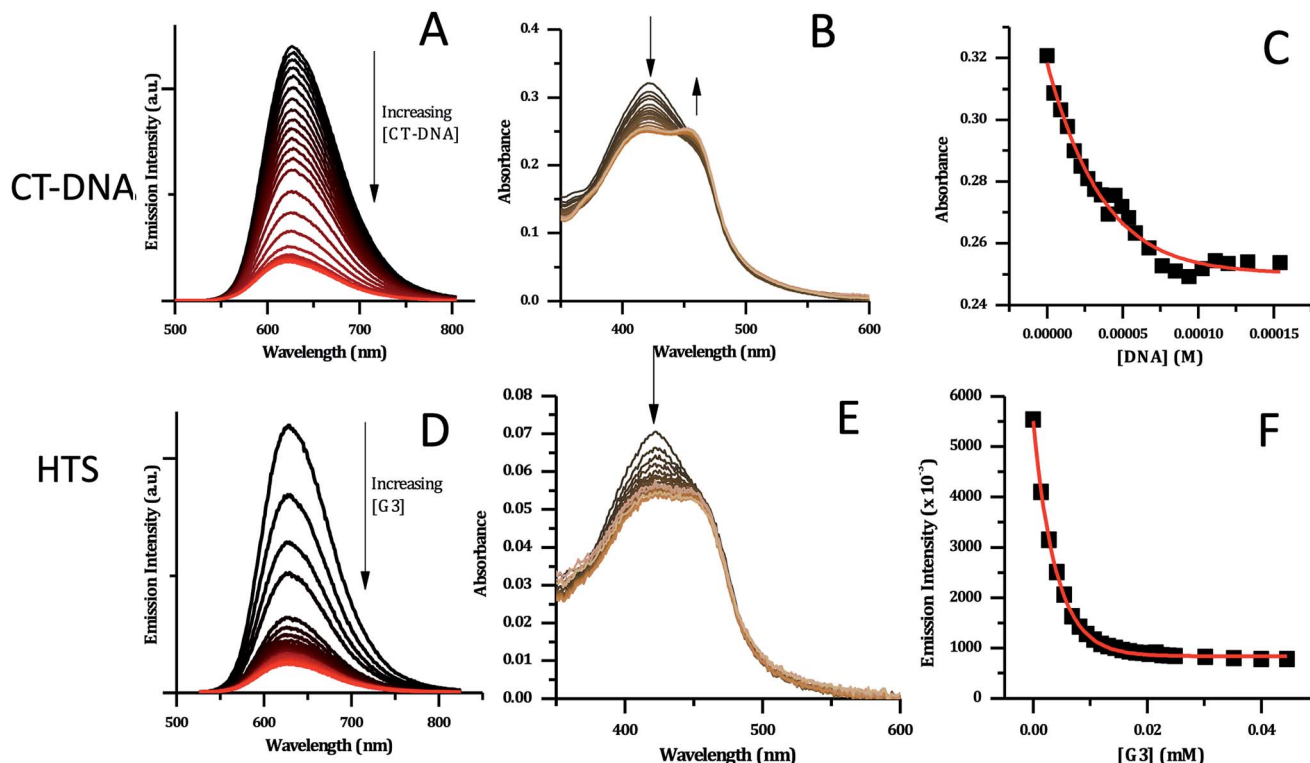 CT-DNA
A
Emission Intensity (a.u.)
Increasing
[CT-DNA]
500 600 700 800
Wavelength (nm)
B
Absorbance
0.4
0.3
0.2
0.1
0.0
400 500 600
Wavelength (nm)
C
Absorbance
0.32
0.30
0.28
0.26
0.24
0.00000 0.00005 0.00010 0.00015
[DNA] (M)
HTS
D
Emission Intensity (a.u.)
Increasing
[G3]
500 600 700 800
Wavelength (nm)
E
Absorbance
0.08
0.07
0.06
0.05
0.04
0.03
0.02
0.01
0.00
400 500 600
Wavelength (nm)
F
Emission Intensity (x 10⁻³)
6000
5000
4000
3000
2000
1000
0
0.00 0.02 0.04
[G3] (mM)